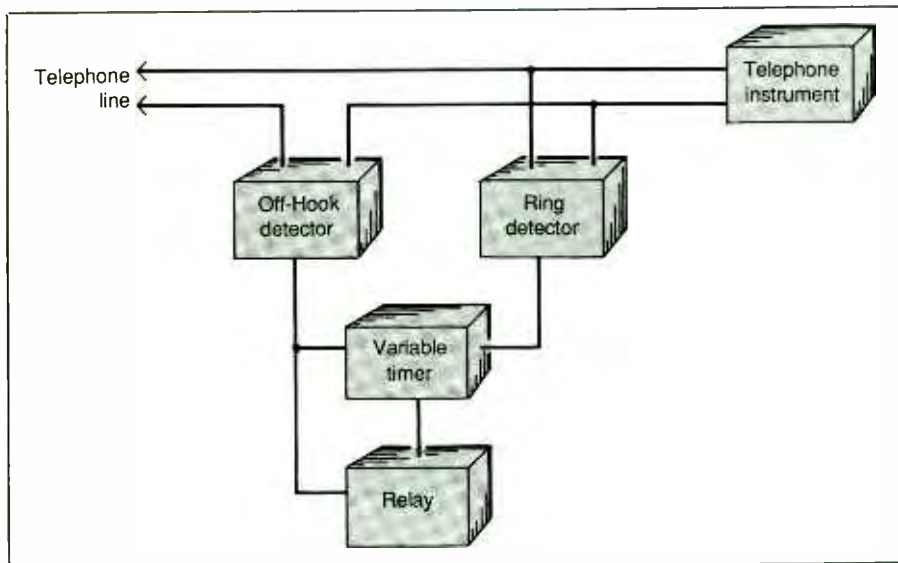 Telephone
line
Telephone
instrument
Off-Hook
detector
Ring
detector
Variable
timer
Relay